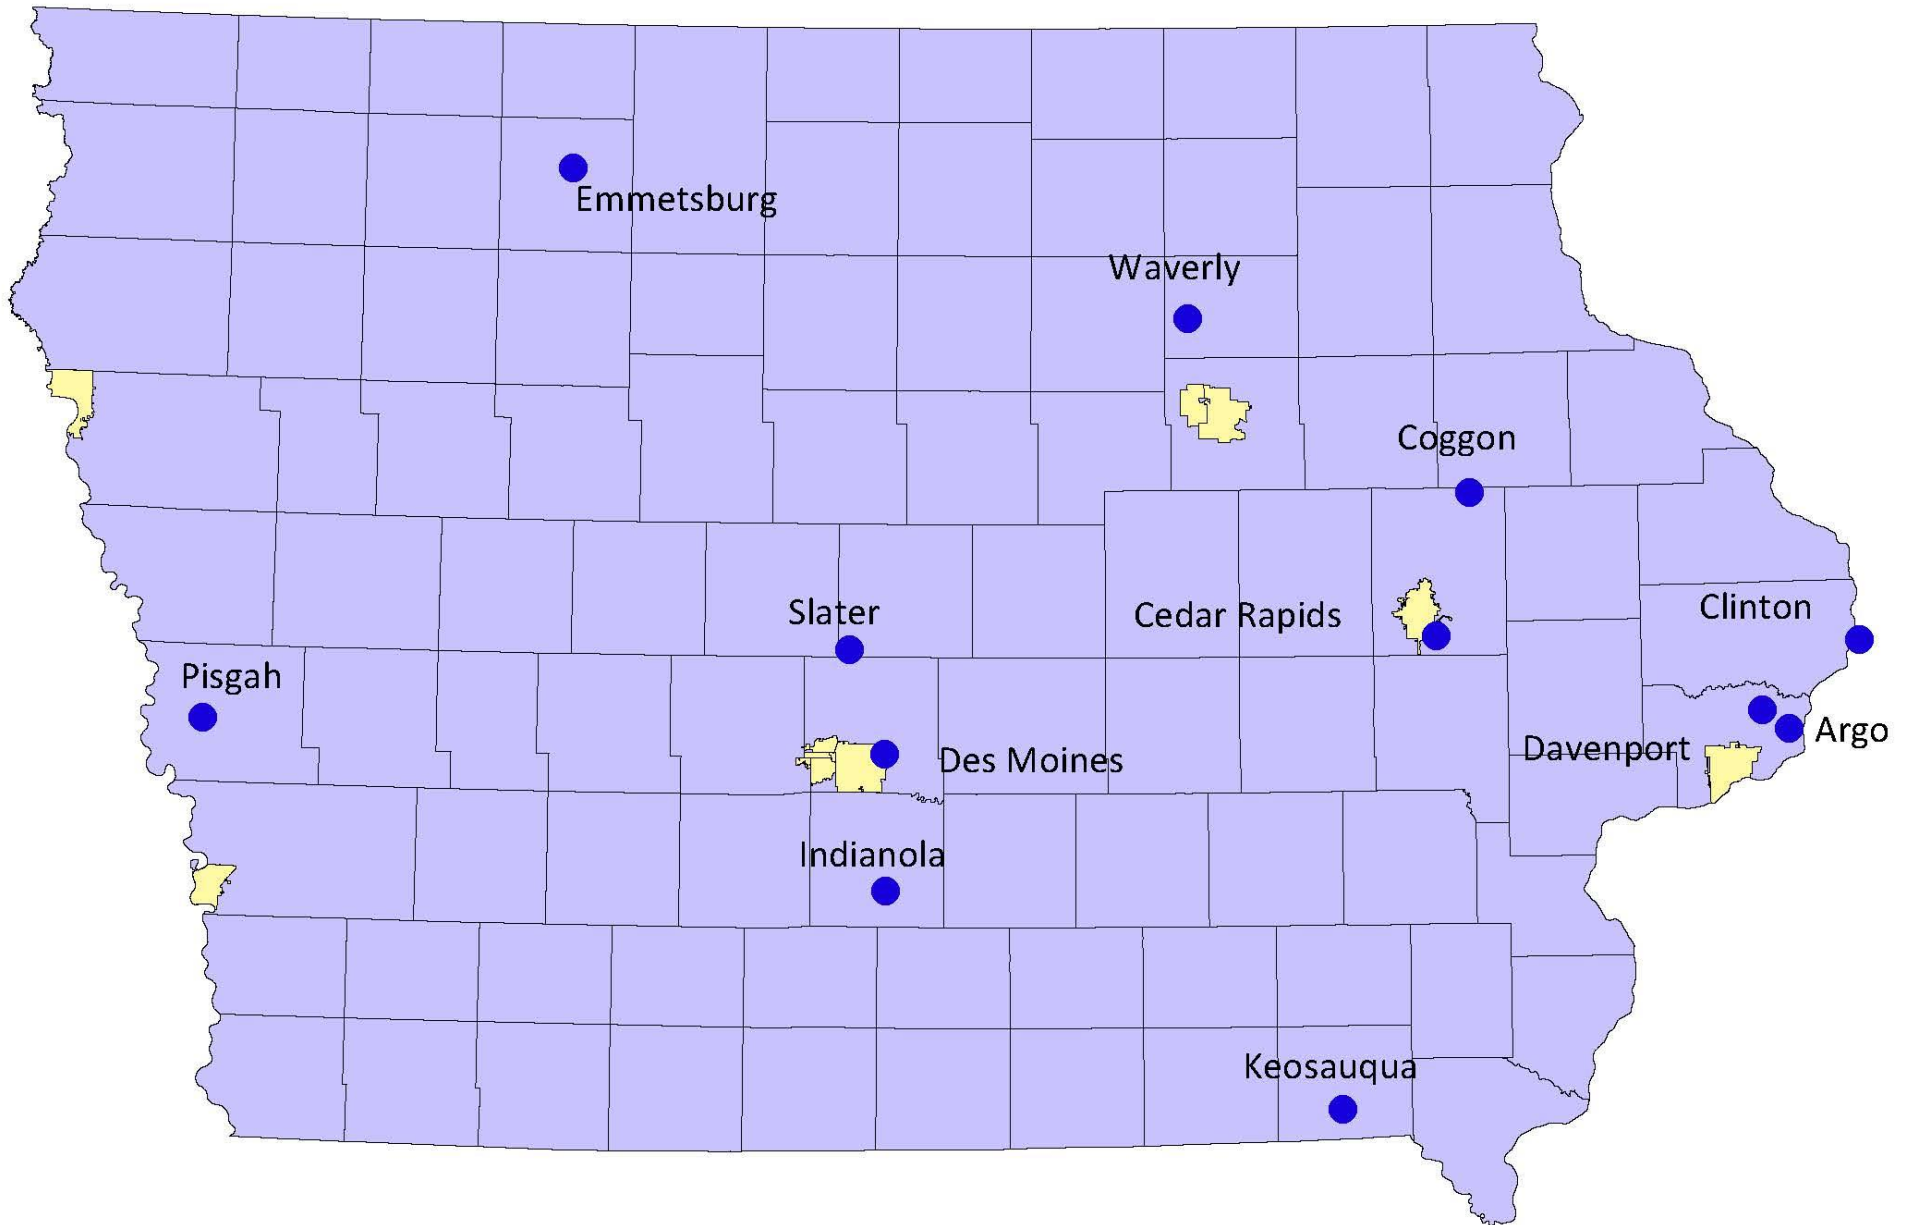 Emmetsburg
Waverly
Coggon
Slater
Cedar Rapids
Clinton
Pisgah
Argo
Davenport
Des Moines
Indianola
Keosauqua